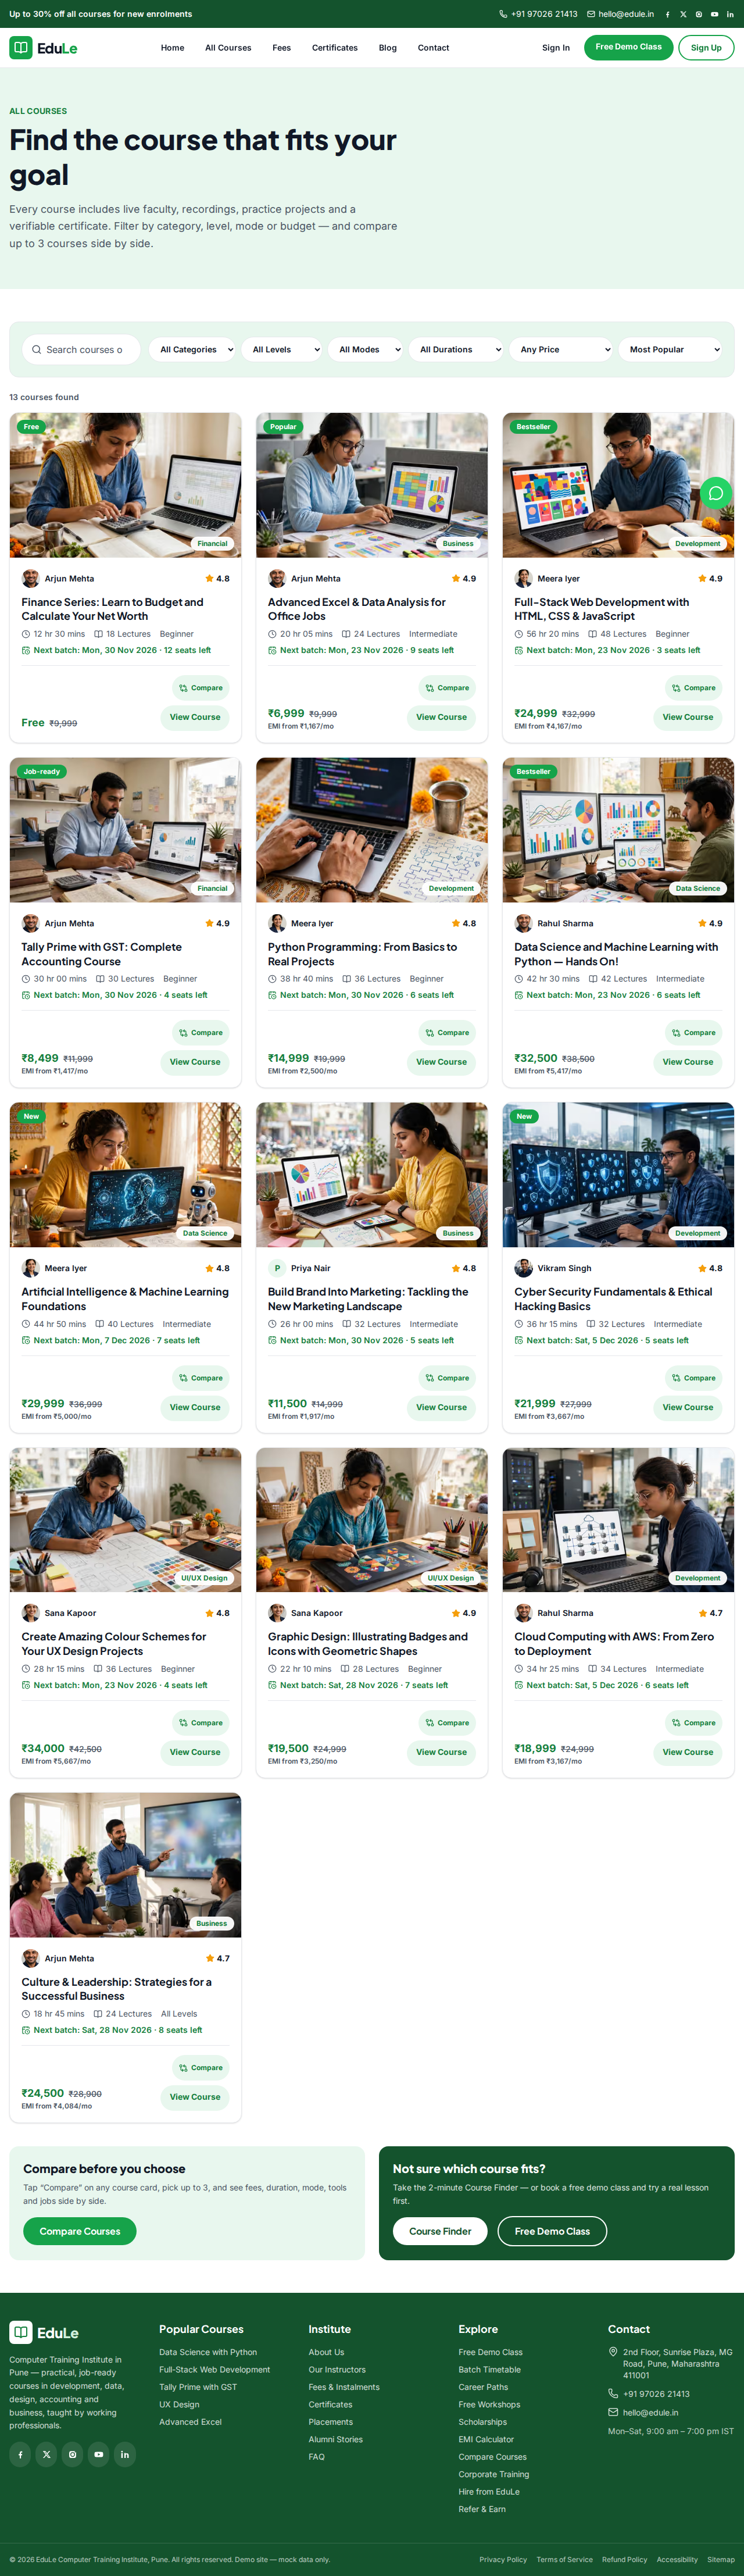 Up to 30% off all courses for new enrolments
+91 97026 21413 hello@edule.in
EduLe
Home All Courses Fees Certificates Blog Contact
Sign In Free Demo Class Sign Up
ALL COURSES
Find the course that fits your
goal
Every course includes live faculty, recordings, practice projects and a
verifiable certificate. Filter by category, level, mode or budget — and compare
up to 3 courses side by side.
Search courses o All Categories All Levels All Modes All Durations Any Price Most Popular
13 courses found
Free
Financial
Arjun Mehta 4.8
Finance Series: Learn to Budget and
Calculate Your Net Worth
12 hr 30 mins 18 Lectures Beginner
Next batch: Mon, 30 Nov 2026 · 12 seats left
Compare
Free ₹9,999
View Course
Popular
Business
Arjun Mehta 4.9
Advanced Excel & Data Analysis for
Office Jobs
20 hr 05 mins 24 Lectures Intermediate
Next batch: Mon, 23 Nov 2026 · 9 seats left
Compare
₹6,999 ₹9,999
EMI from ₹1,167/mo
View Course
Bestseller
Development
Meera Iyer 4.9
Full-Stack Web Development with
HTML, CSS & JavaScript
56 hr 20 mins 48 Lectures Beginner
Next batch: Mon, 23 Nov 2026 · 3 seats left
Compare
₹24,999 ₹32,999
EMI from ₹4,167/mo
View Course
Job-ready
Financial
Arjun Mehta 4.9
Tally Prime with GST: Complete
Accounting Course
30 hr 00 mins 30 Lectures Beginner
Next batch: Mon, 30 Nov 2026 · 4 seats left
Compare
₹8,499 ₹11,999
EMI from ₹1,417/mo
View Course
Development
Meera Iyer 4.8
Python Programming: From Basics to
Real Projects
38 hr 40 mins 36 Lectures Beginner
Next batch: Mon, 30 Nov 2026 · 6 seats left
Compare
₹14,999 ₹19,999
EMI from ₹2,500/mo
View Course
Bestseller
Data Science
Rahul Sharma 4.9
Data Science and Machine Learning with
Python — Hands On!
42 hr 30 mins 42 Lectures Intermediate
Next batch: Mon, 23 Nov 2026 · 6 seats left
Compare
₹32,500 ₹38,500
EMI from ₹5,417/mo
View Course
New
Data Science
Meera Iyer 4.8
Artificial Intelligence & Machine Learning
Foundations
44 hr 50 mins 40 Lectures Intermediate
Next batch: Mon, 7 Dec 2026 · 7 seats left
Compare
₹29,999 ₹36,999
EMI from ₹5,000/mo
View Course
Business
P Priya Nair 4.8
Build Brand Into Marketing: Tackling the
New Marketing Landscape
26 hr 00 mins 32 Lectures Intermediate
Next batch: Mon, 30 Nov 2026 · 5 seats left
Compare
₹11,500 ₹14,999
EMI from ₹1,917/mo
View Course
New
Development
Vikram Singh 4.8
Cyber Security Fundamentals & Ethical
Hacking Basics
36 hr 15 mins 32 Lectures Intermediate
Next batch: Sat, 5 Dec 2026 · 5 seats left
Compare
₹21,999 ₹27,999
EMI from ₹3,667/mo
View Course
UI/UX Design
Sana Kapoor 4.8
Create Amazing Colour Schemes for
Your UX Design Projects
28 hr 15 mins 36 Lectures Beginner
Next batch: Mon, 23 Nov 2026 · 4 seats left
Compare
₹34,000 ₹42,500
EMI from ₹5,667/mo
View Course
UI/UX Design
Sana Kapoor 4.9
Graphic Design: Illustrating Badges and
Icons with Geometric Shapes
22 hr 10 mins 28 Lectures Beginner
Next batch: Sat, 28 Nov 2026 · 7 seats left
Compare
₹19,500 ₹24,999
EMI from ₹3,250/mo
View Course
Development
Rahul Sharma 4.7
Cloud Computing with AWS: From Zero
to Deployment
34 hr 25 mins 34 Lectures Intermediate
Next batch: Sat, 5 Dec 2026 · 6 seats left
Compare
₹18,999 ₹24,999
EMI from ₹3,167/mo
View Course
Business
Arjun Mehta 4.7
Culture & Leadership: Strategies for a
Successful Business
18 hr 45 mins 24 Lectures All Levels
Next batch: Sat, 28 Nov 2026 · 8 seats left
Compare
₹24,500 ₹28,900
EMI from ₹4,084/mo
View Course
Compare before you choose
Tap “Compare” on any course card, pick up to 3, and see fees, duration, mode, tools
and jobs side by side.
Compare Courses
Not sure which course fits?
Take the 2-minute Course Finder — or book a free demo class and try a real lesson
first.
Course Finder Free Demo Class
EduLe
Computer Training Institute in
Pune — practical, job-ready
courses in development, data,
design, accounting and
business, taught by working
professionals.
Popular Courses
Data Science with Python
Full-Stack Web Development
Tally Prime with GST
UX Design
Advanced Excel
Institute
About Us
Our Instructors
Fees & Instalments
Certificates
Placements
Alumni Stories
FAQ
Explore
Free Demo Class
Batch Timetable
Career Paths
Free Workshops
Scholarships
EMI Calculator
Compare Courses
Corporate Training
Hire from EduLe
Refer & Earn
Contact
2nd Floor, Sunrise Plaza, MG
Road, Pune, Maharashtra
411001
+91 97026 21413
hello@edule.in
Mon–Sat, 9:00 am – 7:00 pm IST
© 2026 EduLe Computer Training Institute, Pune. All rights reserved. Demo site — mock data only.
Privacy Policy Terms of Service Refund Policy Accessibility Sitemap